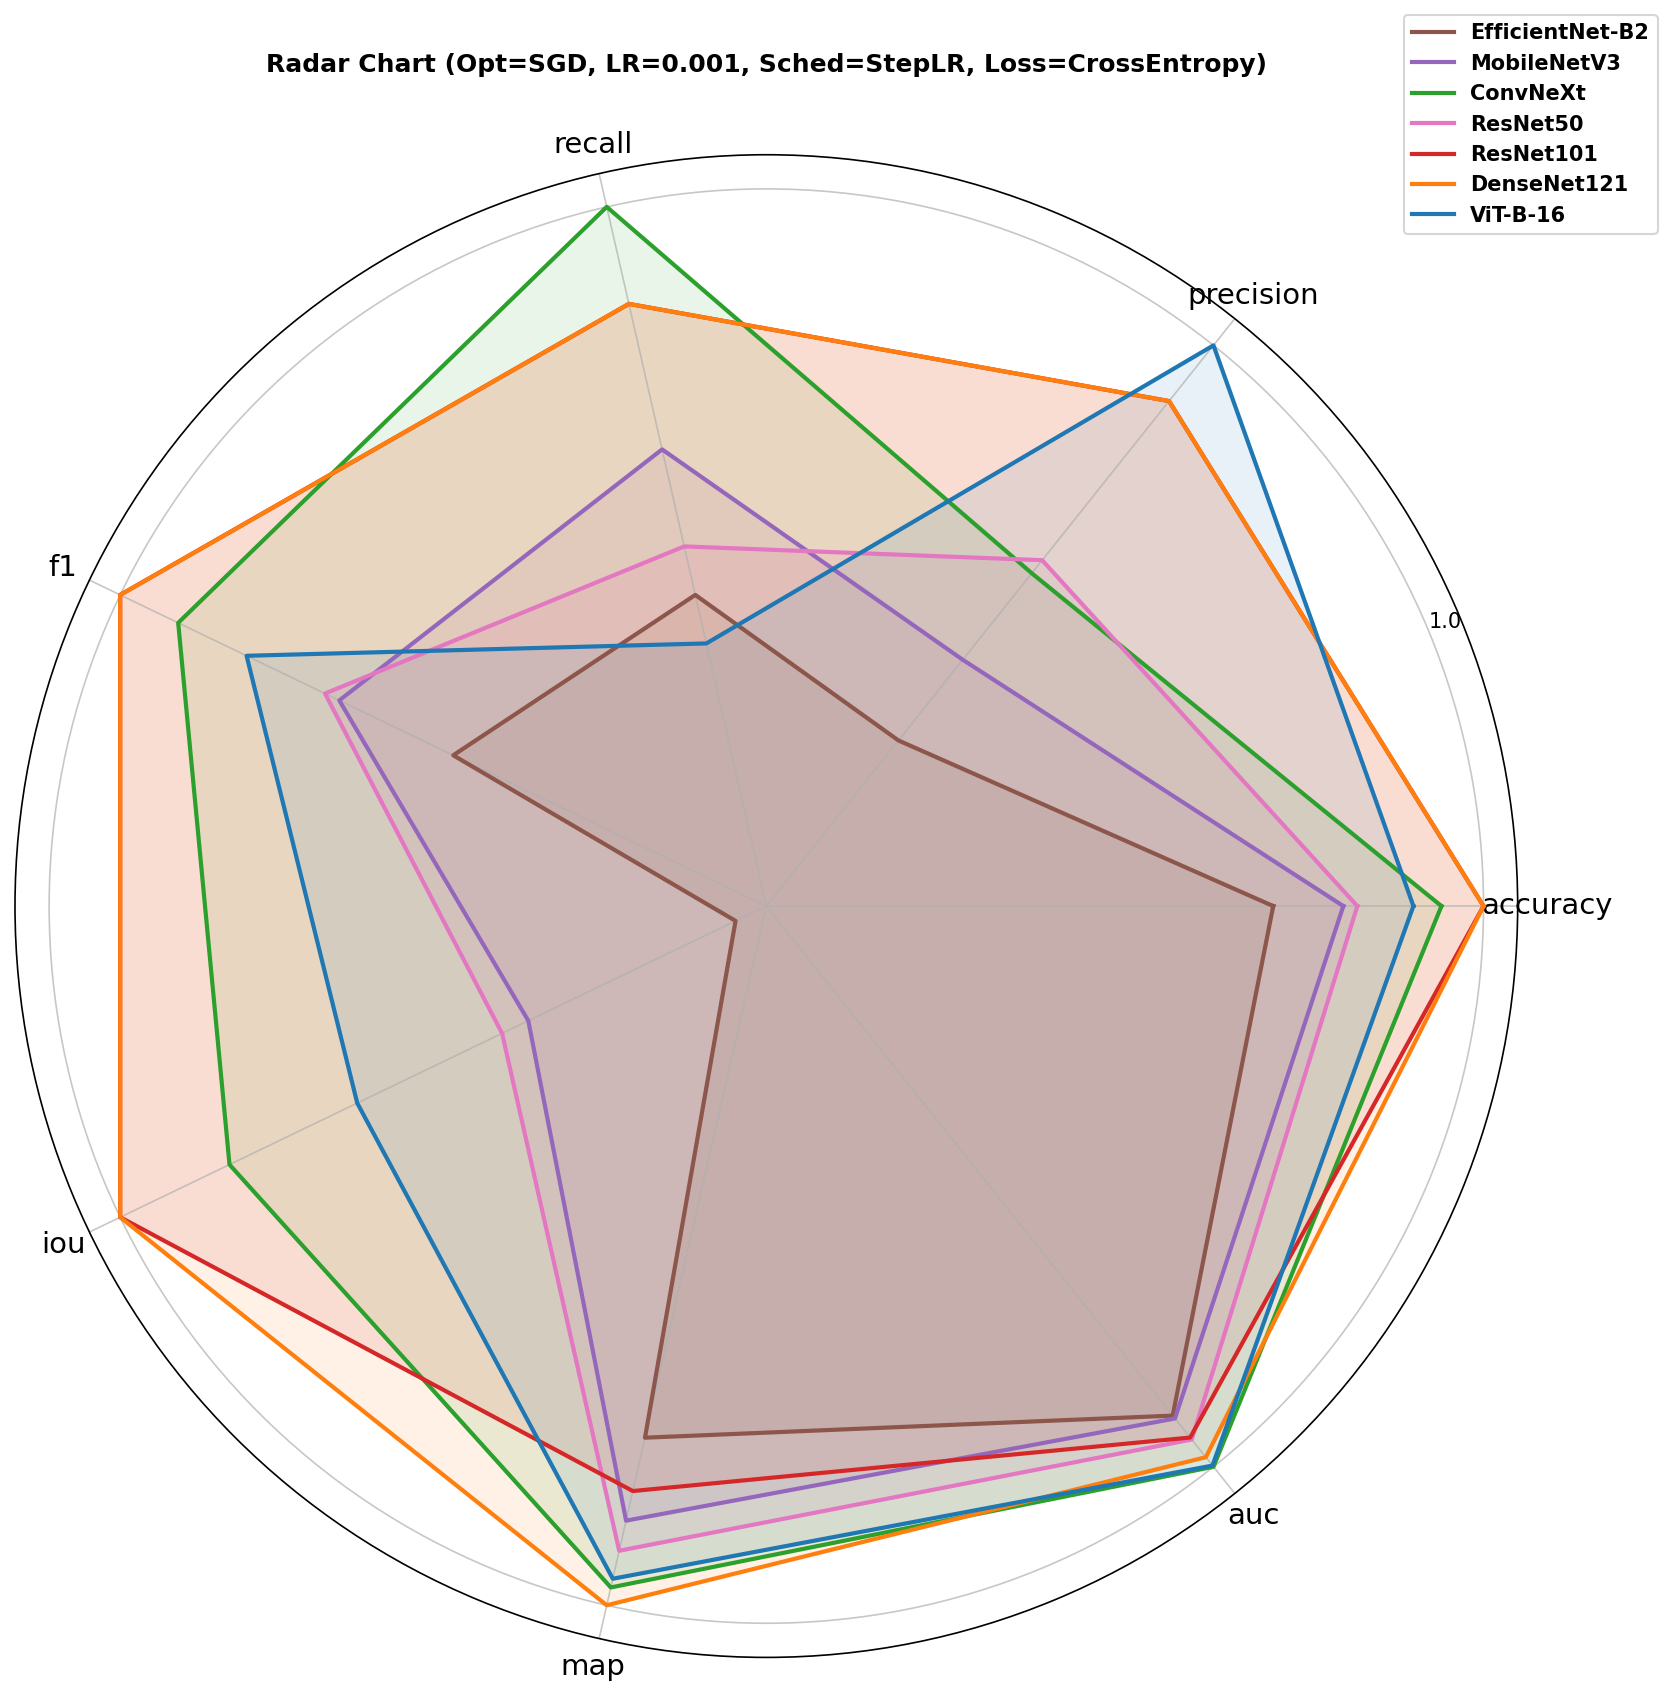 Radar Chart (Opt=SGD, LR=0.001, Sched=StepLR, Loss=CrossEntropy)
EfficientNet-B2
MobileNetV3
ConvNeXt
ResNet50
ResNet101
DenseNet121
ViT-B-16
recall
precision
f1
1.0
accuracy
iou
auc
map